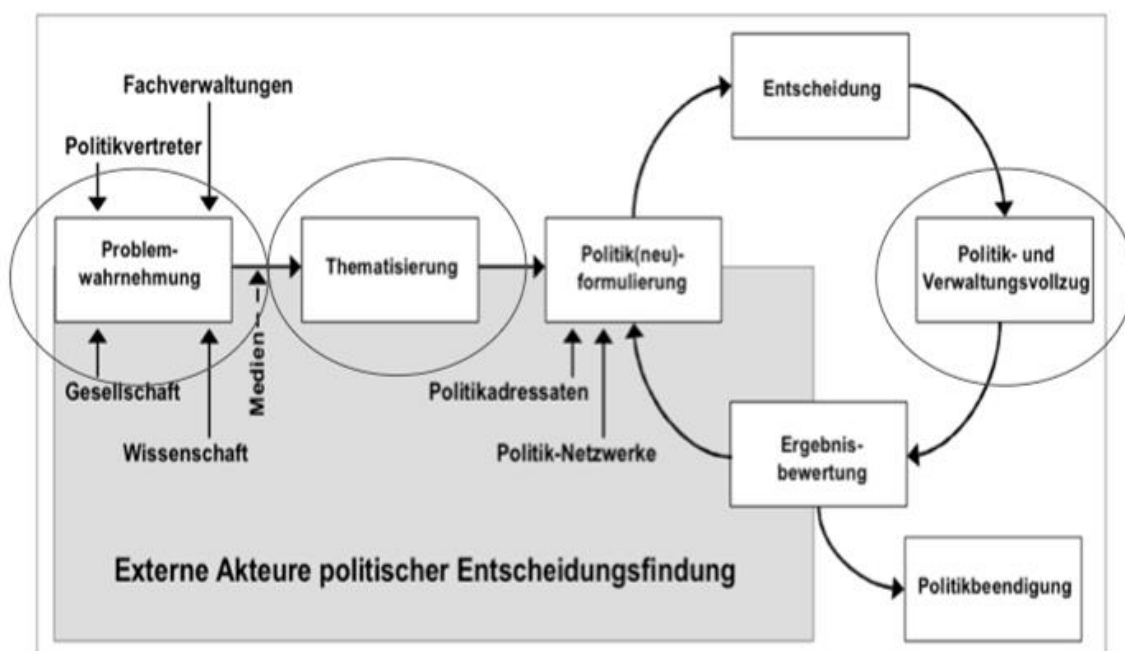 Fachverwaltungen
Politikvertreter
Problem-
wahrnehmung
Gesellschaft
Wissenschaft
Medien
Thematisierung
Politik(neu)-
formulierung
Politikadressaten
Politik-Netzwerke
Entscheidung
Politik- und
Verwaltungsvollzug
Ergebnis-
bewertung
Politikbeendigung
Externe Akteure politischer Entscheidungsfindung